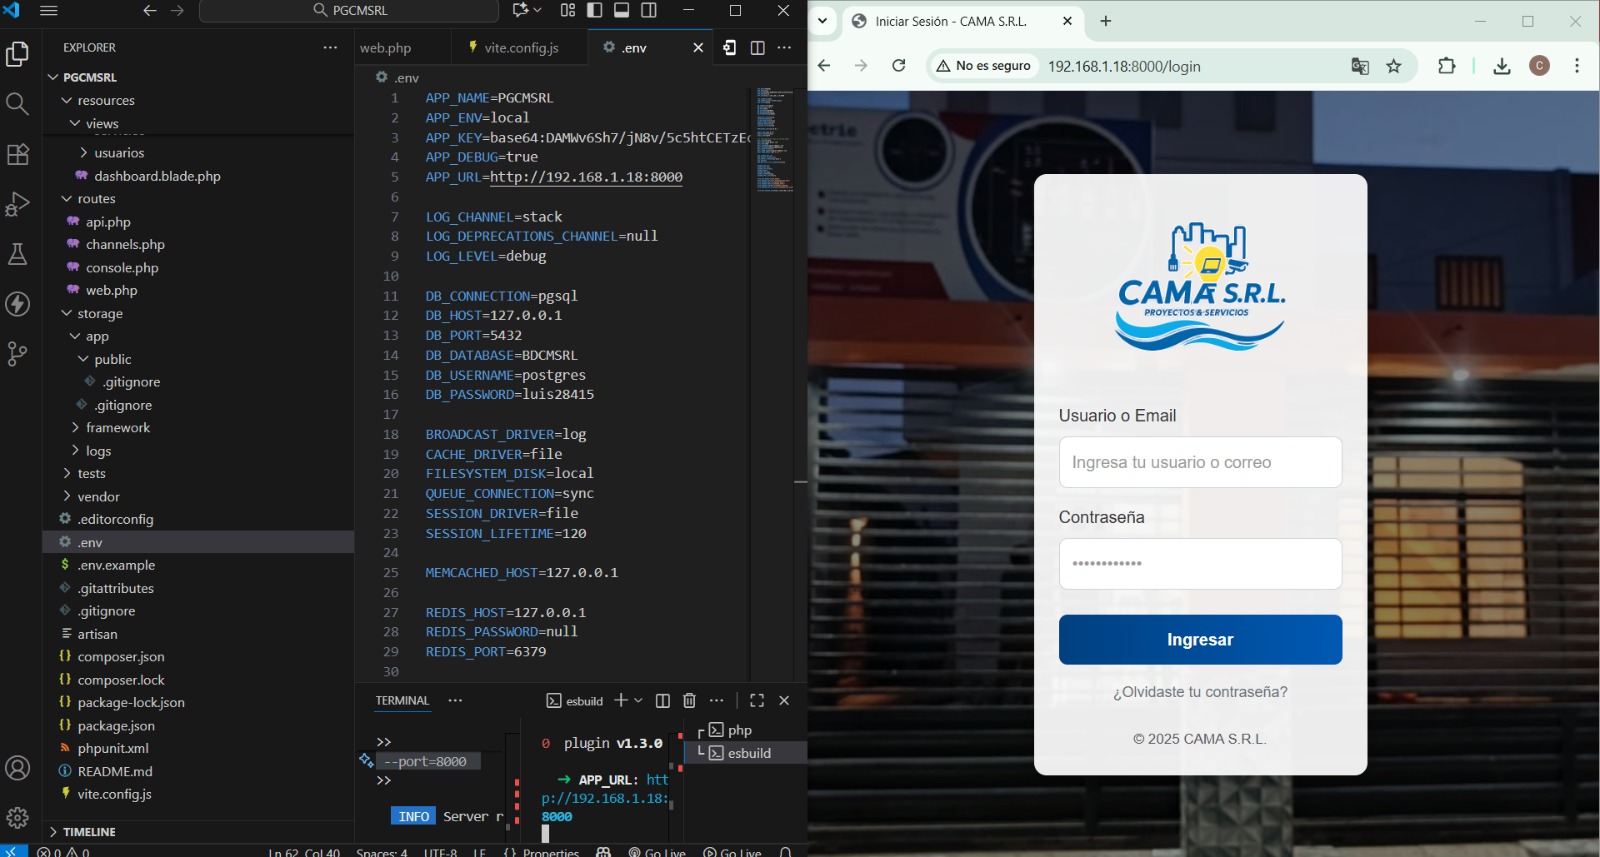 PGCMSRL
EXPLORER
PGCMSRL
resources
views
usuarios
dashboard.blade.php
routes
api.php
channels.php
console.php
web.php
storage
app
public
.gitignore
.gitignore
framework
logs
tests
vendor
.editorconfig
.env
.env.example
.gitattributes
.gitignore
artisan
composer.json
composer.lock
package-lock.json
package.json
phpunit.xml
README.md
vite.config.js
TIMELINE
web.php
vite.config.js
.env
.env
1 APP_NAME=PGCMSRL
2 APP_ENV=local
3 APP_KEY=base64:DAMWv6Sh7/jN8v/5c5htCETzEc
4 APP_DEBUG=true
5 APP_URL=http://192.168.1.18:8000
6
7 LOG_CHANNEL=stack
8 LOG_DEPRECATIONS_CHANNEL=null
9 LOG_LEVEL=debug
10
11 DB_CONNECTION=pgsql
12 DB_HOST=127.0.0.1
13 DB_PORT=5432
14 DB_DATABASE=BDCMSRL
15 DB_USERNAME=postgres
16 DB_PASSWORD=luis28415
17
18 BROADCAST_DRIVER=log
19 CACHE_DRIVER=file
20 FILESYSTEM_DISK=local
21 QUEUE_CONNECTION=sync
22 SESSION_DRIVER=file
23 SESSION_LIFETIME=120
24
25 MEMCACHED_HOST=127.0.0.1
26
27 REDIS_HOST=127.0.0.1
28 REDIS_PASSWORD=null
29 REDIS_PORT=6379
30
TERMINAL
esbuild
>>
--port=8000
>>
INFO Server r
0 plugin v1.3.0
→ APP_URL: htt
p://192.168.1.18:
8000
php
esbuild
0 0
Ln 62, Col 40
Spaces: 4
UTF-8
LF
{} Properties
Go Live
Go Live
Iniciar Sesión - CAMA S.R.L.
No es seguro
192.168.1.18:8000/login
C
ctric
CAMA S.R.L.
PROYECTOS & SERVICIOS
Usuario o Email
Ingresa tu usuario o correo
Contraseña
Ingresar
¿Olvidaste tu contraseña?
© 2025 CAMA S.R.L.